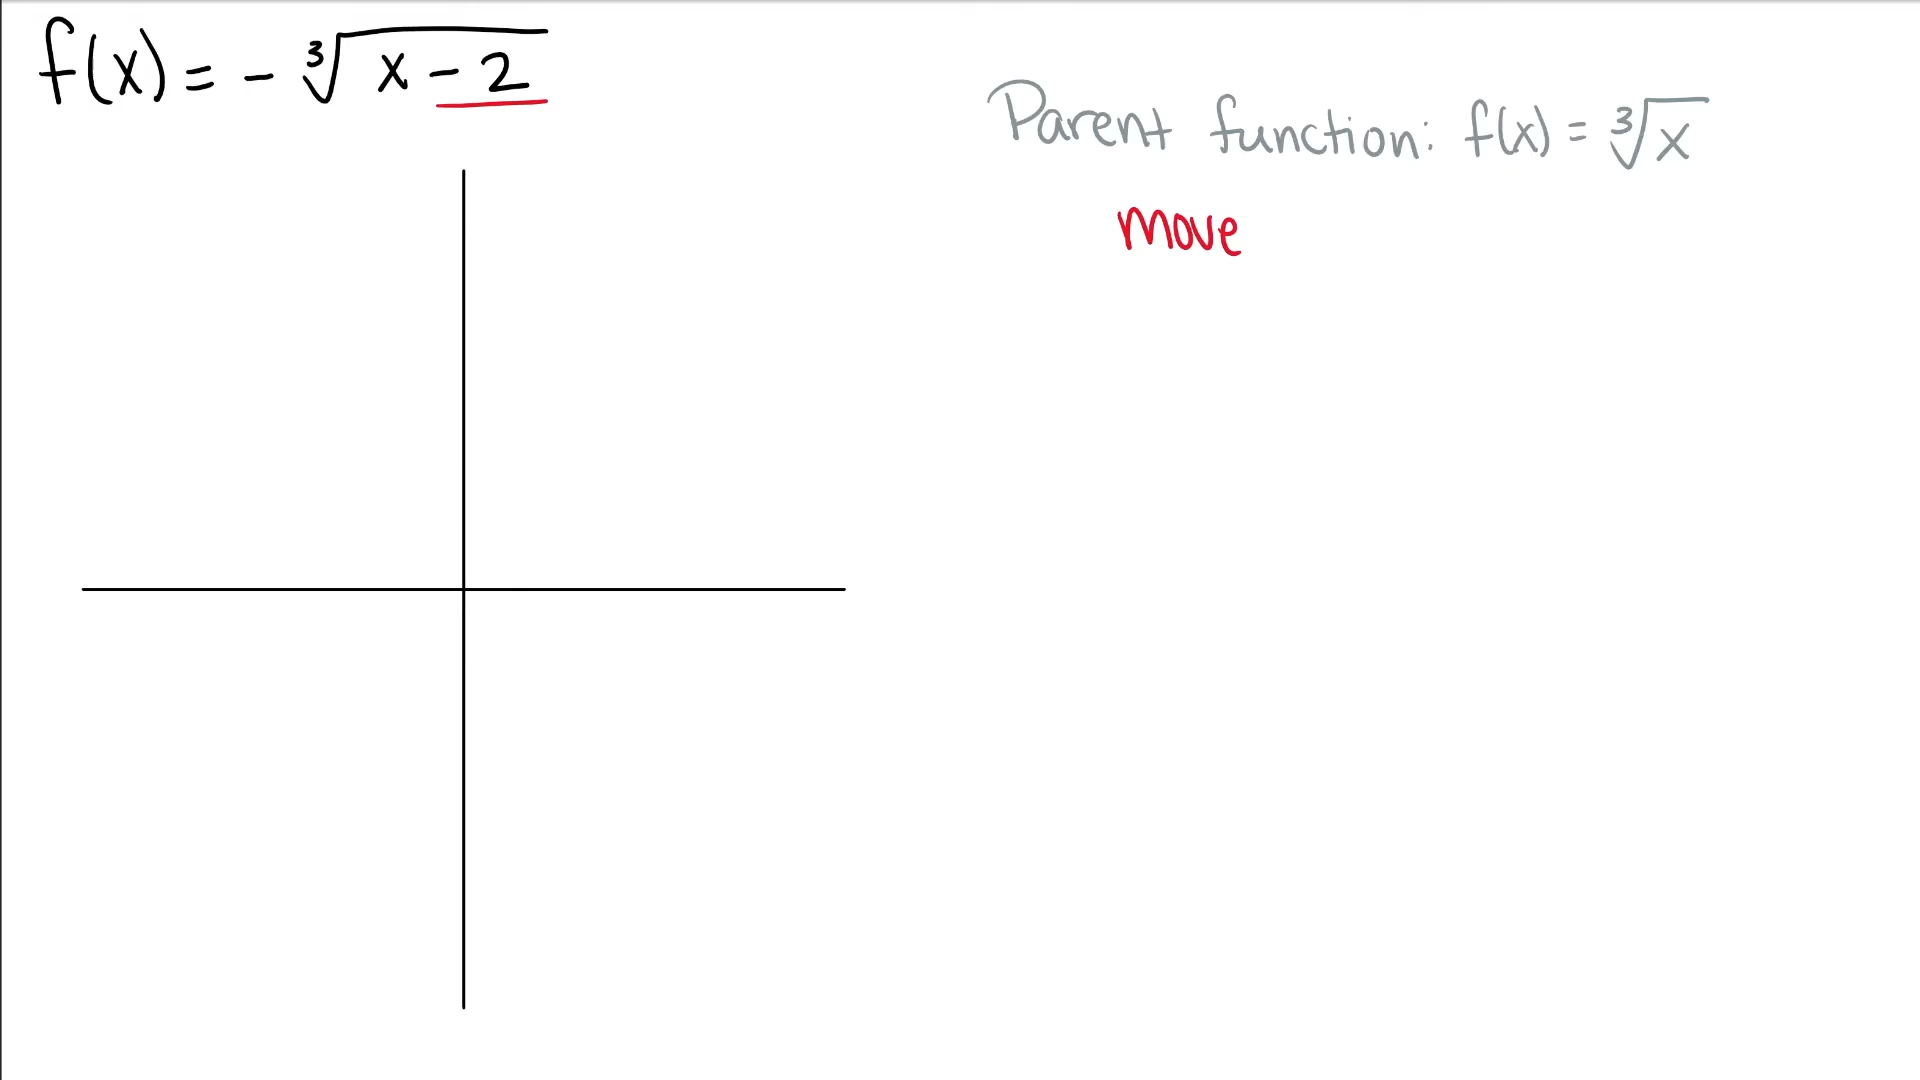 f(x) = - ∛(x - 2)
Parent function: f(x) = ∛x
move